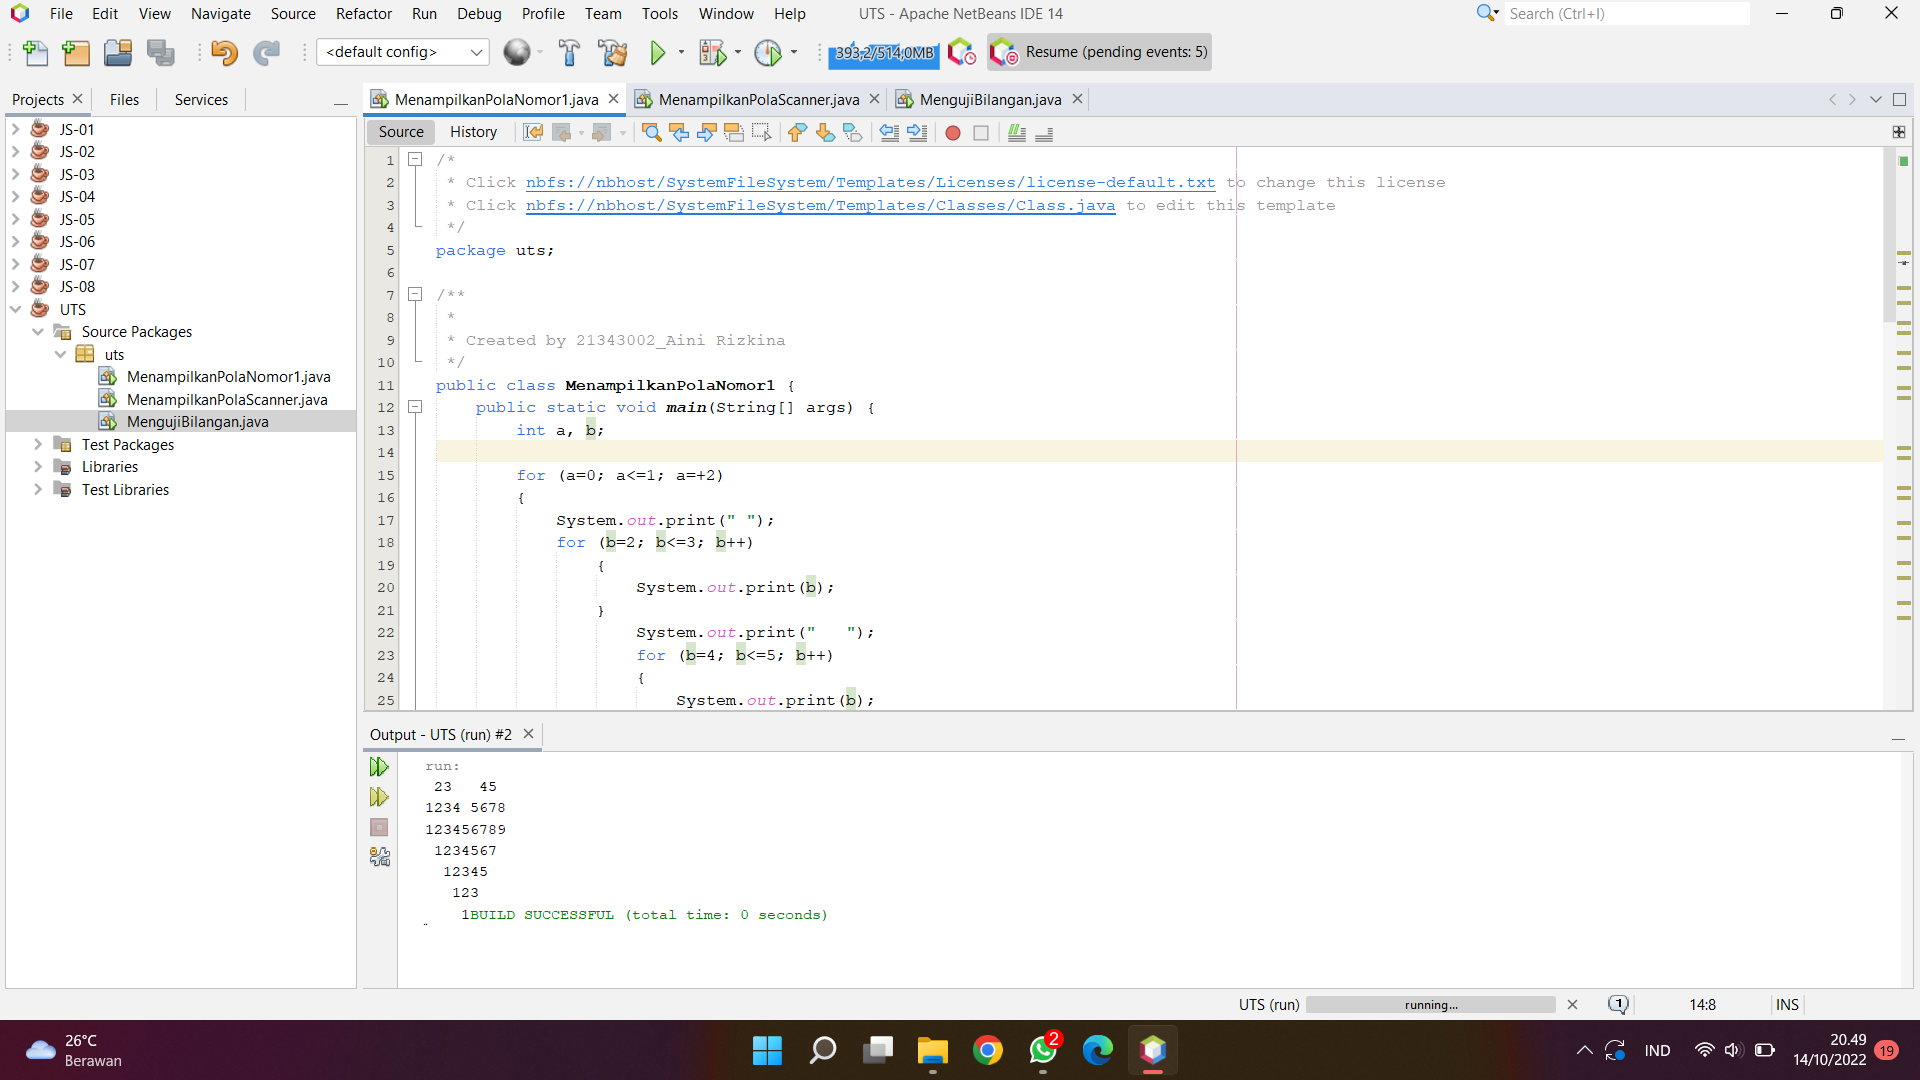 File Edit View Navigate Source Refactor Run Debug Profile Team Tools Window Help UTS - Apache NetBeans IDE 14 Search (Ctrl+I)
<default config> 393,2/514,0MB Resume (pending events: 5)
Projects Files Services
MenampilkanPolaNomor1.java MenampilkanPolaScanner.java MengujiBilangan.java
JS-01
JS-02
JS-03
JS-04
JS-05
JS-06
JS-07
JS-08
UTS
Source Packages
uts
MenampilkanPolaNomor1.java
MenampilkanPolaScanner.java
MengujiBilangan.java
Test Packages
Libraries
Test Libraries
Source History
1 /*
2 * Click nbfs://nbhost/SystemFileSystem/Templates/Licenses/license-default.txt to change this license
3 * Click nbfs://nbhost/SystemFileSystem/Templates/Classes/Class.java to edit this template
4 */
5 package uts;
6
7 /**
8 *
9 * Created by 21343002_Aini Rizkina
10 */
11 public class MenampilkanPolaNomor1 {
12 public static void main(String[] args) {
13 int a, b;
14
15 for (a=0; a<=1; a=+2)
16 {
17 System.out.print(" ");
18 for (b=2; b<=3; b++)
19 {
20 System.out.print(b);
21 }
22 System.out.print("   ");
23 for (b=4; b<=5; b++)
24 {
25 System.out.print(b);
Output - UTS (run) #2
run:
 23   45
1234 5678
123456789
 1234567
  12345
   123
    1BUILD SUCCESSFUL (total time: 0 seconds)
UTS (run) running... 1 14:8 INS
26°C
Berawan
2
IND
20.49
14/10/2022
19